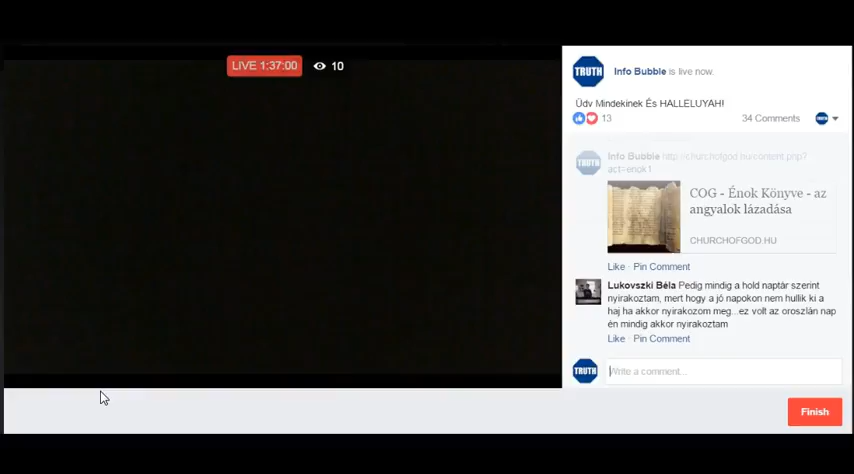 LIVE 1:37:00
10
TRUTH
Info Bubble is live now.
Üdv Mindekinek És HALLELUYAH!
13
34 Comments
TRUTH
TRUTH
Info Bubble http://churchofgod.hu/content.php?
act=enok1
COG - Énok Könyve - az
angyalok lázadása
CHURCHOFGOD.HU
Like · Pin Comment
Lukovszki Béla Pedig mindig a hold naptár szerint
nyirakoztam, mert hogy a jó napokon nem hullik ki a
haj ha akkor nyirakozom meg...ez volt az oroszlán nap
én mindig akkor nyirakoztam
Like · Pin Comment
TRUTH
Write a comment...
Finish